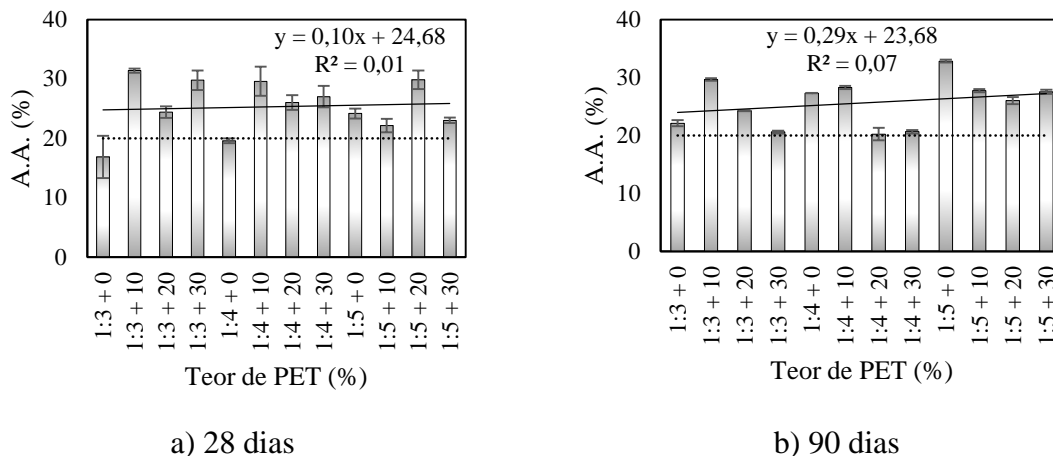 40
30
20
10
0
A.A. (%)
y = 0,10x + 24,68
R² = 0,01
1:3 + 0
1:3 + 10
1:3 + 20
1:3 + 30
1:4 + 0
1:4 + 10
1:4 + 20
1:4 + 30
1:5 + 0
1:5 + 10
1:5 + 20
1:5 + 30
Teor de PET (%)
a) 28 dias
40
30
20
10
0
A.A. (%)
y = 0,29x + 23,68
R² = 0,07
1:3 + 0
1:3 + 10
1:3 + 20
1:3 + 30
1:4 + 0
1:4 + 10
1:4 + 20
1:4 + 30
1:5 + 0
1:5 + 10
1:5 + 20
1:5 + 30
Teor de PET (%)
b) 90 dias